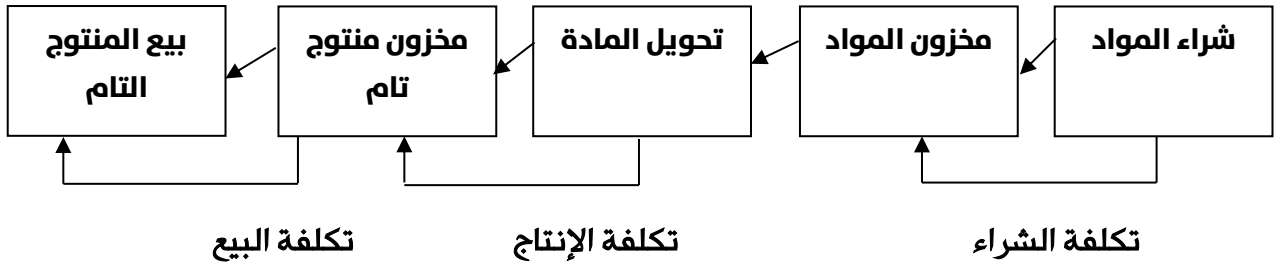 شراء المواد
مخزون المواد
تحويل المادة
مخزون منتوج
تام
بيع المنتوج
التام
تكلفة الشراء
تكلفة الإنتاج
تكلفة البيع